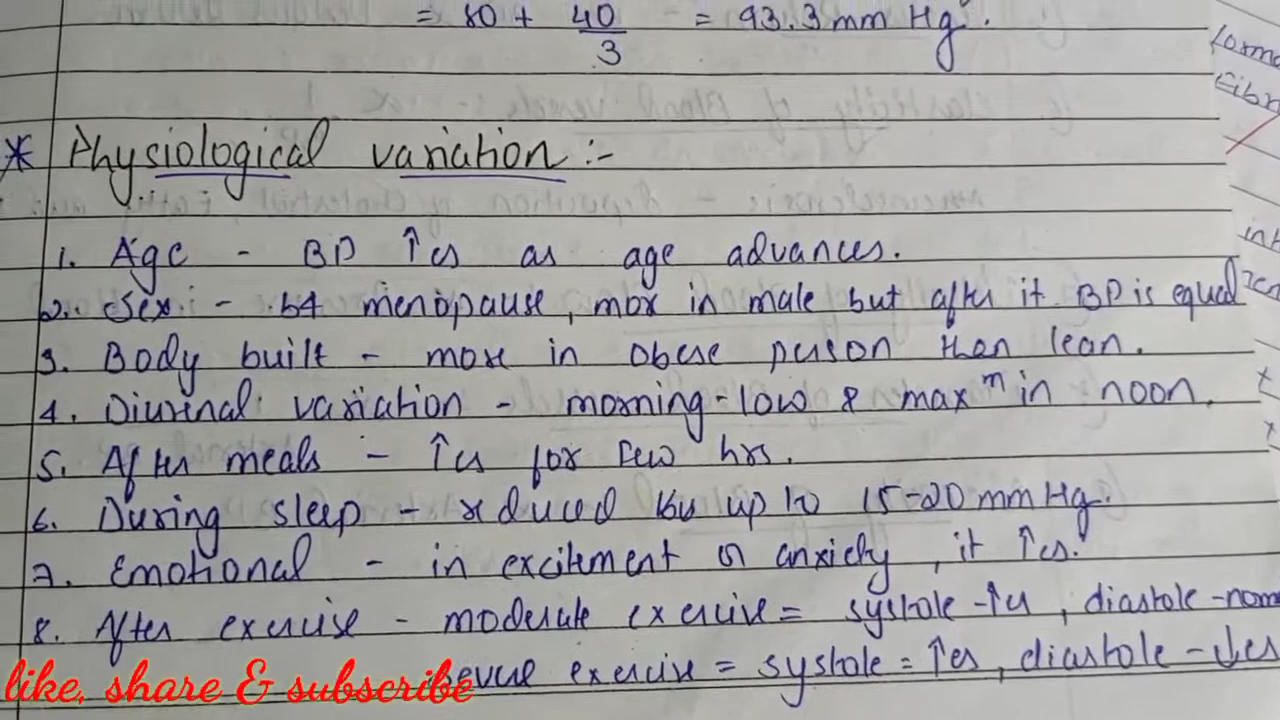 = 80 + 40/3 = 93.3 mm Hg.
* Physiological variation :-
1. Age - BP ↑es as age advances.
2. Sex - b4 menopause, mor in male but after it BP is equal
3. Body built - more in obese person than lean.
4. Diurinal variation - morning-low & maxᵐ in noon.
5. After meals - ↑es for few hrs.
6. During sleep - reduced up to 15-20 mm Hg.
7. Emotional - in excitement or anxiety, it ↑es.
8. After exercise - moderate exercise = systole -↑es, diastole -nom
severe exercise = systole = ↑es, diastole - ↓es
like, share & subscribe